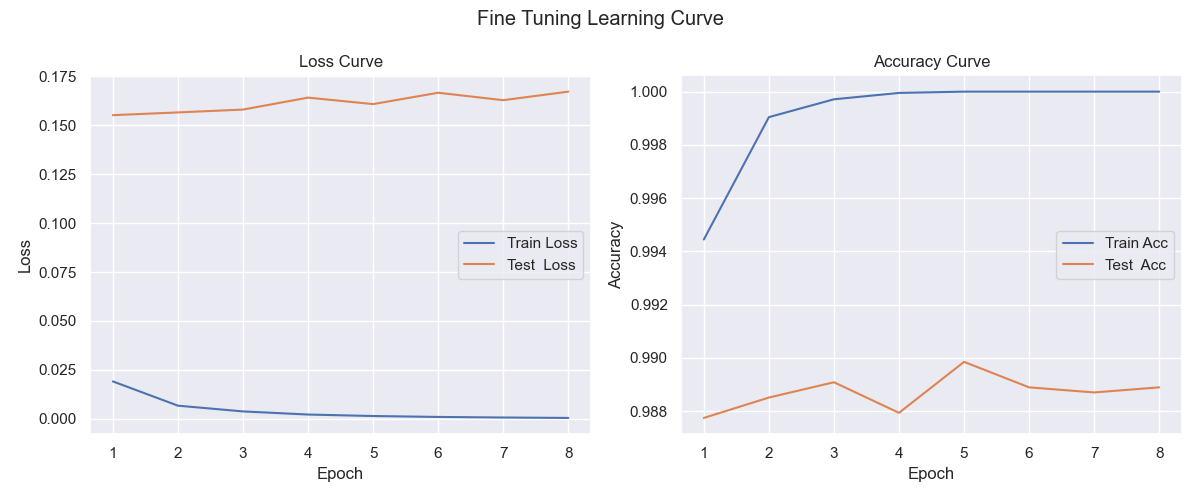 Fine Tuning Learning Curve
Loss Curve
0.175
0.150
0.125
0.100
0.075
0.050
0.025
0.000
Loss
Train Loss
Test  Loss
1 2 3 4 5 6 7 8
Epoch
Accuracy Curve
1.000
0.998
0.996
0.994
0.992
0.990
0.988
Accuracy
Train Acc
Test  Acc
1 2 3 4 5 6 7 8
Epoch